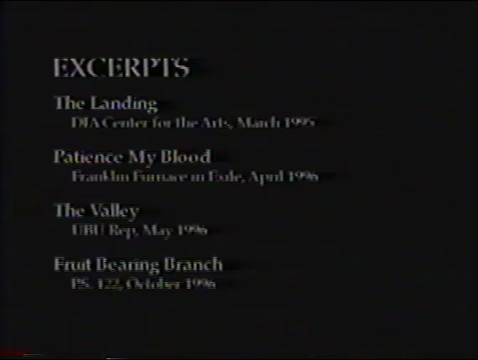 EXCERPTS
The Landing
DIA Center for the Arts, March 1995
Patience My Blood
Franklin Furnace in Exile, April 1996
The Valley
UBU Rep, May 1996
Fruit Bearing Branch
P.S. 122, October 1996